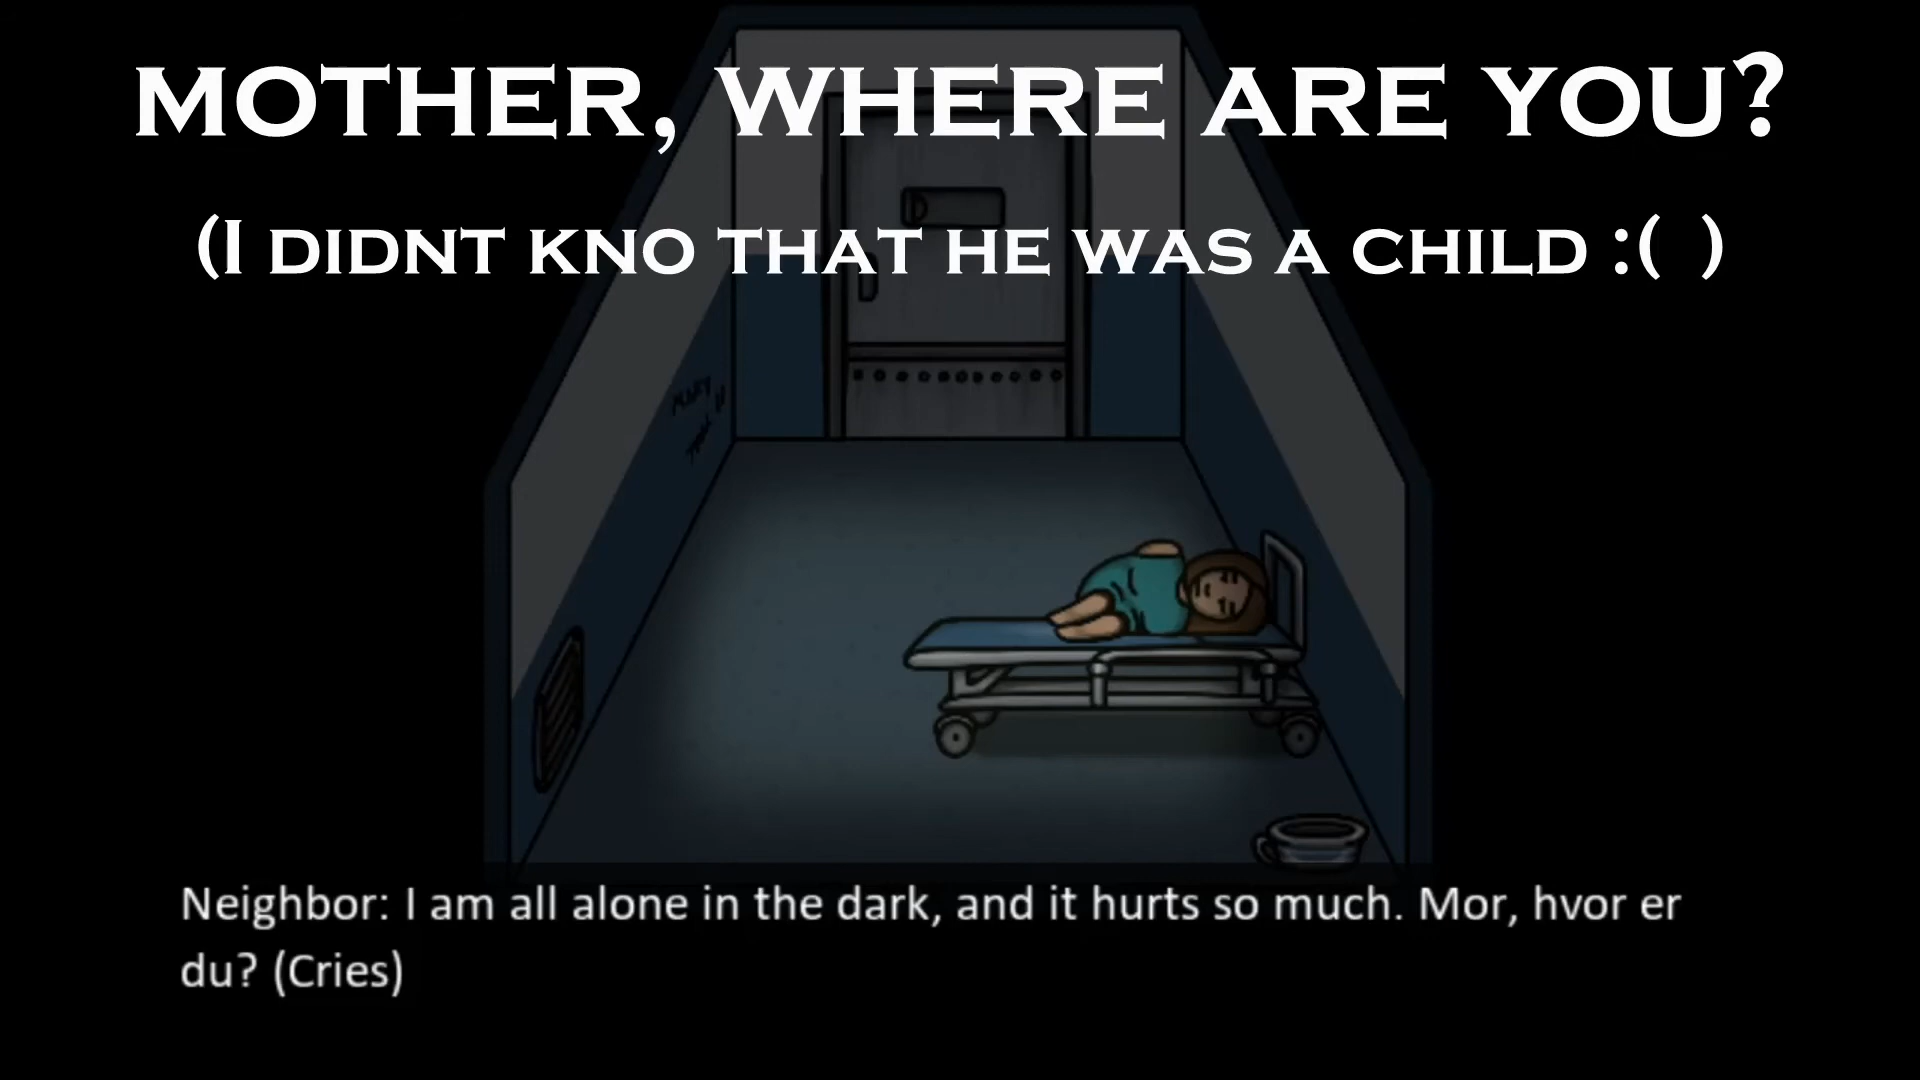 MOTHER, WHERE ARE YOU?
(I DIDNT KNO THAT HE WAS A CHILD :( )
Neighbor: I am all alone in the dark, and it hurts so much. Mor, hvor er
du? (Cries)